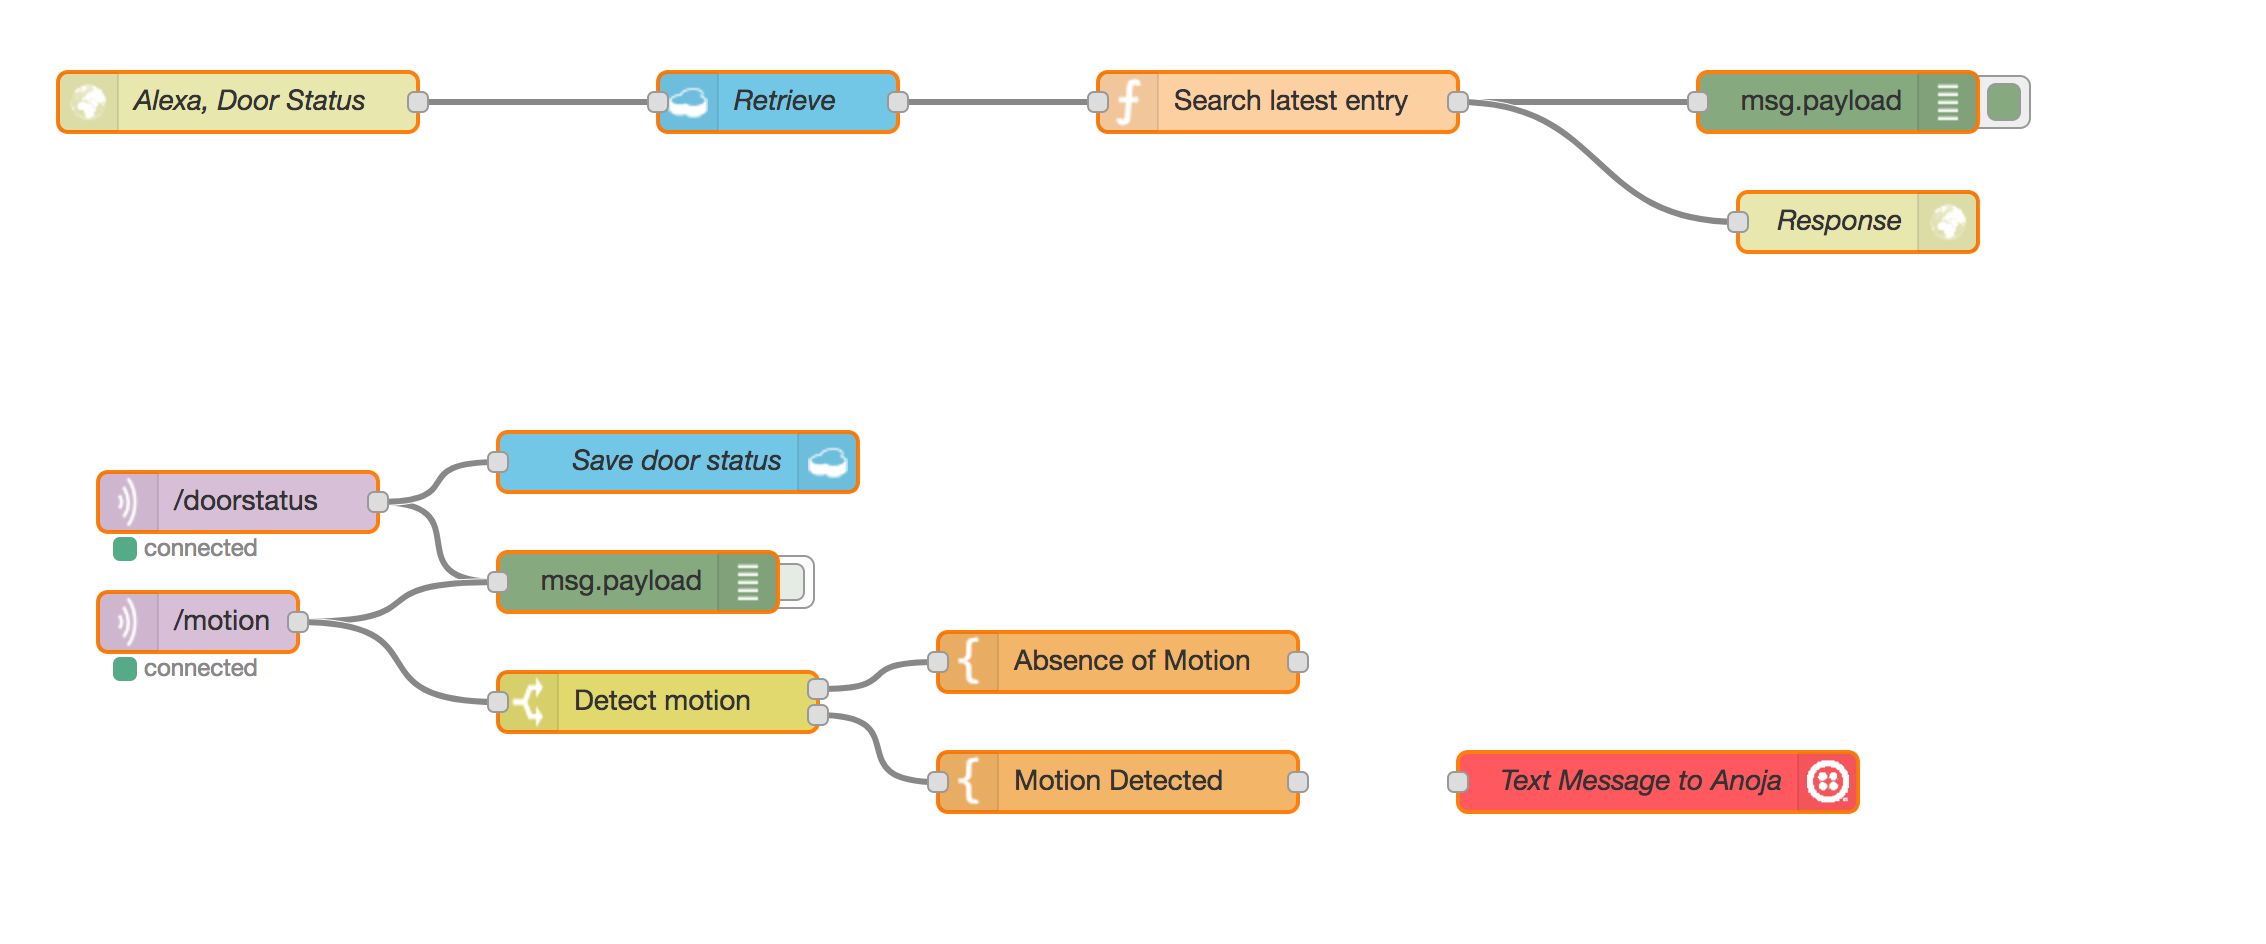 Alexa, Door Status
Retrieve
Search latest entry
msg.payload
Response
Save door status
/doorstatus
connected
msg.payload
/motion
connected
Absence of Motion
Detect motion
Motion Detected
Text Message to Anoja